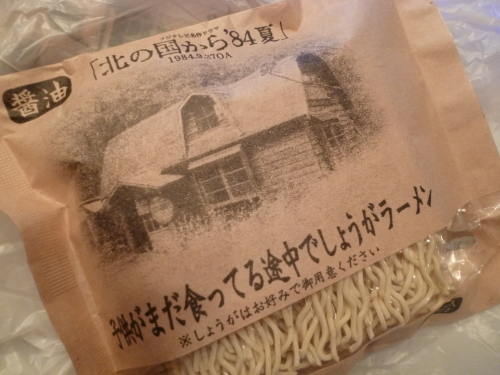 フジテレビ名作ドラマ
「北の国から'84夏」
1984.9.27OA
醤油
子供がまだ食ってる途中でしょうがラーメン
※しょうがはお好みで御用意ください